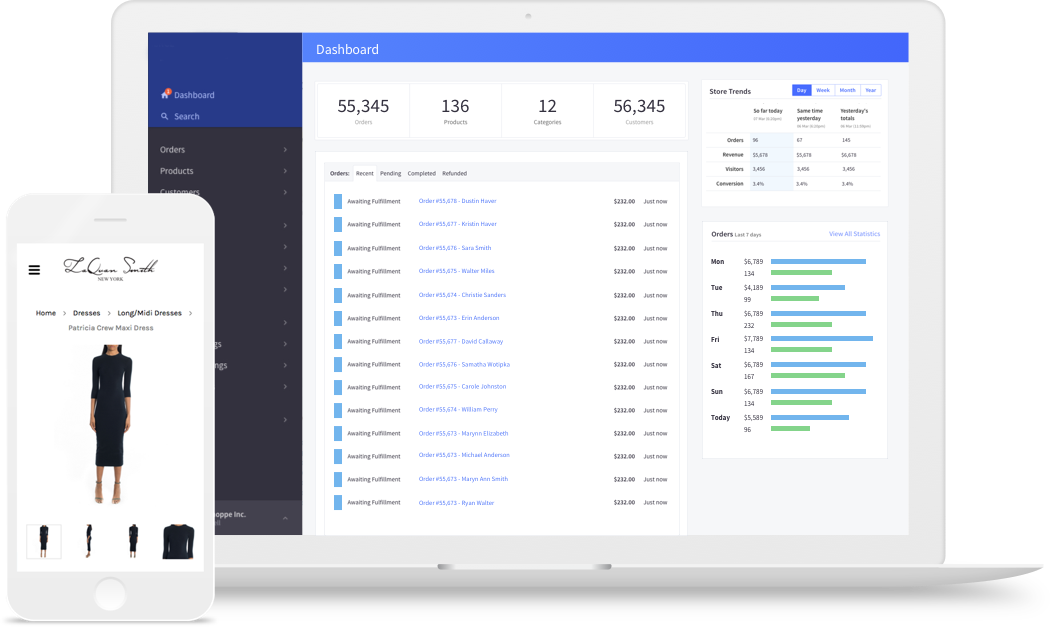 Dashboard
1
Dashboard
Search
Orders
Products
Customers
gs
ngs
oppe Inc.
55,345
Orders
136
Products
12
Categories
56,345
Customers
Orders: Recent Pending Completed Refunded
Awaiting Fulfillment Order #55,678 - Dustin Haver $232.00 Just now
Awaiting Fulfillment Order #55,677 - Kristin Haver $232.00 Just now
Awaiting Fulfillment Order #55,676 - Sara Smith $232.00 Just now
Awaiting Fulfillment Order #55,675 - Walter Miles $232.00 Just now
Awaiting Fulfillment Order #55,674 - Christie Sanders $232.00 Just now
Awaiting Fulfillment Order #55,673 - Erin Anderson $232.00 Just now
Awaiting Fulfillment Order #55,677 - David Callaway $232.00 Just now
Awaiting Fulfillment Order #55,676 - Samatha Wotipka $232.00 Just now
Awaiting Fulfillment Order #55,675 - Carole Johnston $232.00 Just now
Awaiting Fulfillment Order #55,674 - William Perry $232.00 Just now
Awaiting Fulfillment Order #55,673 - Marynn Elizabeth $232.00 Just now
Awaiting Fulfillment Order #55,673 - Michael Anderson $232.00 Just now
Awaiting Fulfillment Order #55,673 - Maryn Ann Smith $232.00 Just now
Awaiting Fulfillment Order #55,673 - Ryan Walter $232.00 Just now
Store Trends Day Week Month Year
So far today Same time yesterday Yesterday's totals
Orders 96 67 145
Revenue $5,678 $5,678 $6,678
Visitors 3,456 3,456 3,456
Conversion 3.4% 3.4% 3.4%
Orders Last 7 days View All Statistics
Mon $6,789
134
Tue $4,189
99
Thu $6,789
232
Fri $7,789
134
Sat $6,789
167
Sun $6,789
134
Today $5,589
96
LaQuan Smith
NEW YORK
Home > Dresses > Long/Midi Dresses >
Patricia Crew Maxi Dress